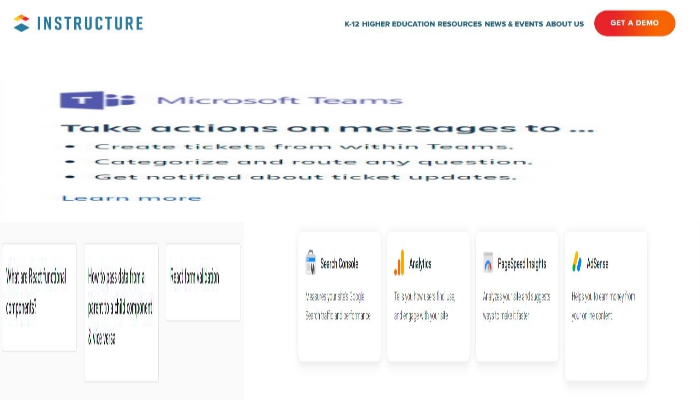 INSTRUCTURE
K-12 HIGHER EDUCATION RESOURCES NEWS & EVENTS ABOUT US
GET A DEMO
Microsoft Teams
Take actions on messages to ...
• Create tickets from within Teams.
• Categorize and route any question.
• Get notified about ticket updates.
Learn more
What are React functional
components?
How to pass data from a
parent to a child component
& vice versa
React form validation
Search Console
Measures your site's Google
Search traffic and performance
Analytics
Tells you how users find, use,
and engage with your site
PageSpeed Insights
Analyzes your site and suggests
ways to make it faster
AdSense
Helps you to earn money from
your online content